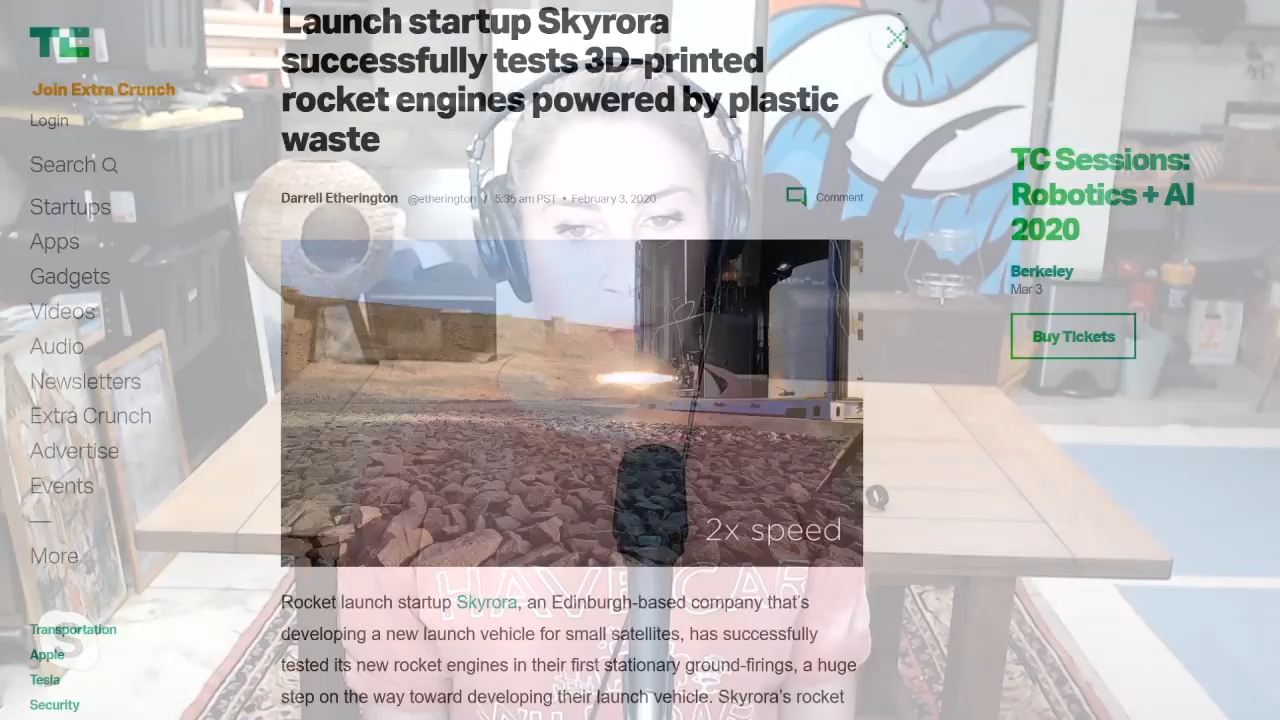 TC
Join Extra Crunch
Login
Search
Startups
Apps
Gadgets
Videos
Audio
Newsletters
Extra Crunch
Advertise
Events
—
More
Transportation
Apple
Tesla
Security
S
Launch startup Skyrora
successfully tests 3D-printed
rocket engines powered by plastic
waste
Darrell Etherington @etherington / 5:35 am PST • February 3, 2020
Comment
2x speed
Rocket launch startup Skyrora, an Edinburgh-based company that's
developing a new launch vehicle for small satellites, has successfully
tested its new rocket engines in their first stationary ground-firings, a huge
step on the way toward developing their launch vehicle. Skyrora's rocket
TC Sessions:
Robotics + AI
2020
Berkeley
Mar 3
Buy Tickets
HAVE CAR